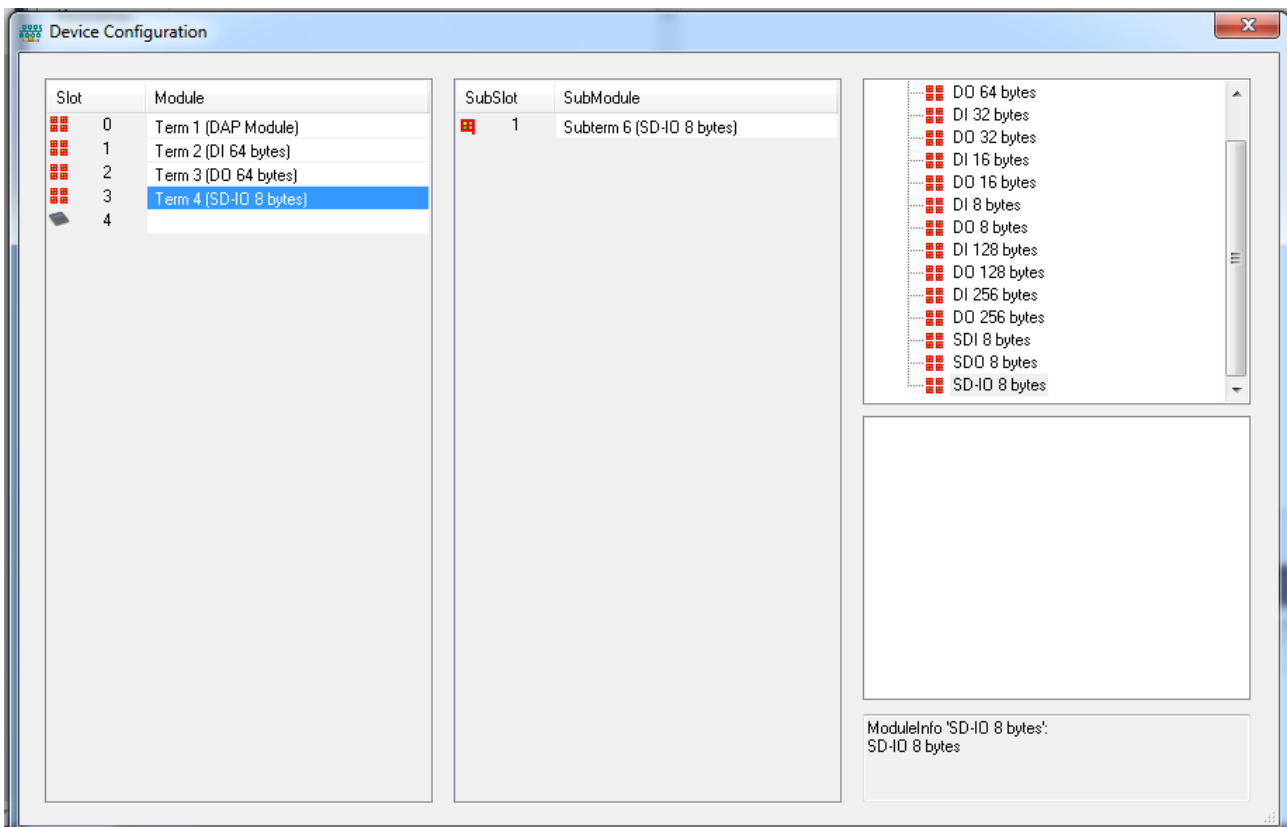 Device Configuration
Slot Module
0 Term 1 (DAP Module)
1 Term 2 (DI 64 bytes)
2 Term 3 (DO 64 bytes)
3 Term 4 (SD-IO 8 bytes)
4
SubSlot SubModule
1 Subterm 6 (SD-IO 8 bytes)
DO 64 bytes
DI 32 bytes
DO 32 bytes
DI 16 bytes
DO 16 bytes
DI 8 bytes
DO 8 bytes
DI 128 bytes
DO 128 bytes
DI 256 bytes
DO 256 bytes
SDI 8 bytes
SDO 8 bytes
SD-IO 8 bytes
ModuleInfo 'SD-IO 8 bytes':
SD-IO 8 bytes